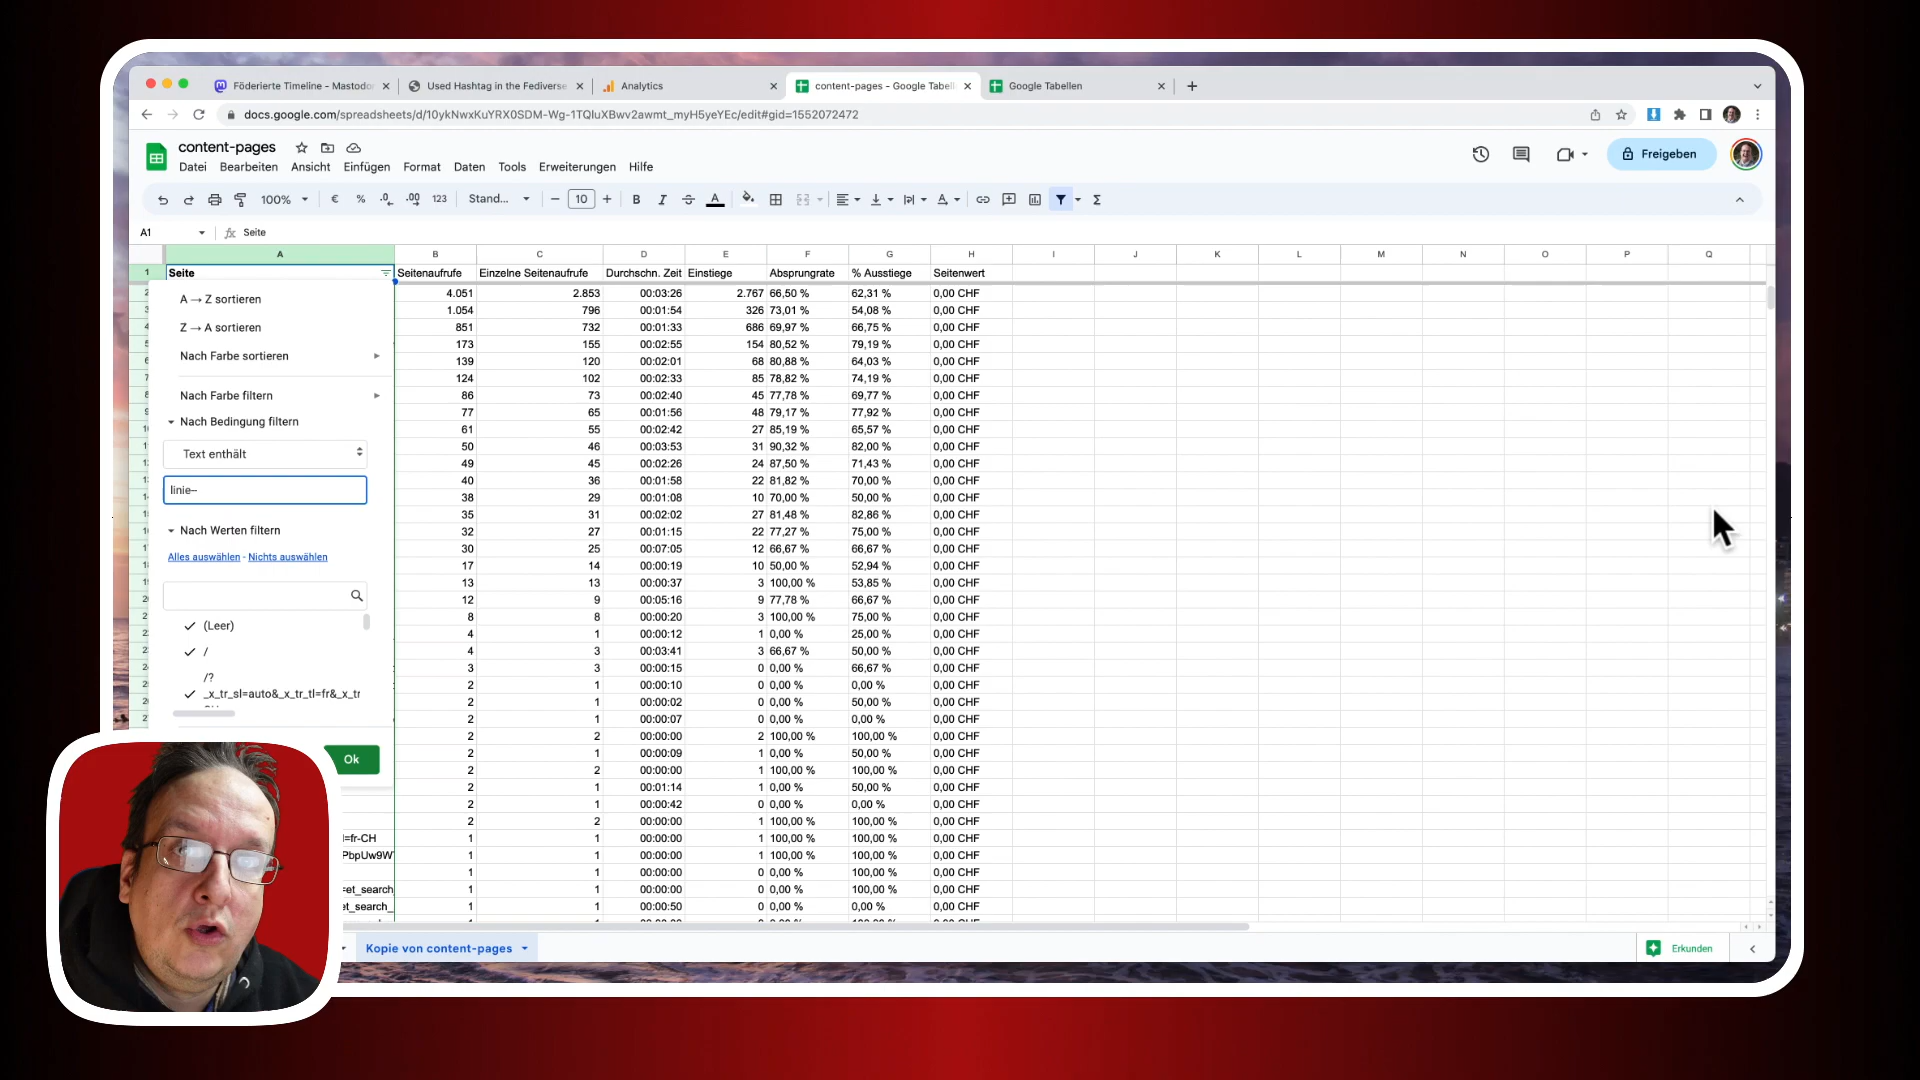 Föderierte Timeline - Mastodon
Used Hashtag in the Fediverse
Analytics
content-pages - Google Tabell
Google Tabellen
docs.google.com/spreadsheets/d/10ykNwxKuYRX0SDM-Wg-1TQIuXBwv2awmt_myH5yeYEc/edit#gid=1552072472
content-pages
Datei Bearbeiten Ansicht Einfügen Format Daten Tools Erweiterungen Hilfe
Freigeben
100% € % .0 .00 123 Stand... 10 B I A
A1 fx Seite
A B C D E F G H I J K L M N O P Q
1 Seite Seitenaufrufe Einzelne Seitenaufrufe Durchschn. Zeit Einstiege Absprungrate % Ausstiege Seitenwert
4.051 2.853 00:03:26 2.767 66,50 % 62,31 % 0,00 CHF
1.054 796 00:01:54 326 73,01 % 54,08 % 0,00 CHF
851 732 00:01:33 686 69,97 % 66,75 % 0,00 CHF
173 155 00:02:55 154 80,52 % 79,19 % 0,00 CHF
139 120 00:02:01 68 80,88 % 64,03 % 0,00 CHF
124 102 00:02:33 85 78,82 % 74,19 % 0,00 CHF
86 73 00:02:40 45 77,78 % 69,77 % 0,00 CHF
77 65 00:01:56 48 79,17 % 77,92 % 0,00 CHF
61 55 00:02:42 27 85,19 % 65,57 % 0,00 CHF
50 46 00:03:53 31 90,32 % 82,00 % 0,00 CHF
49 45 00:02:26 24 87,50 % 71,43 % 0,00 CHF
40 36 00:01:58 22 81,82 % 70,00 % 0,00 CHF
38 29 00:01:08 10 70,00 % 50,00 % 0,00 CHF
35 31 00:02:02 27 81,48 % 82,86 % 0,00 CHF
32 27 00:01:15 22 77,27 % 75,00 % 0,00 CHF
30 25 00:07:05 12 66,67 % 66,67 % 0,00 CHF
17 14 00:00:19 10 50,00 % 52,94 % 0,00 CHF
13 13 00:00:37 3 100,00 % 53,85 % 0,00 CHF
12 9 00:05:16 9 77,78 % 66,67 % 0,00 CHF
8 8 00:00:20 3 100,00 % 75,00 % 0,00 CHF
4 1 00:00:12 1 0,00 % 25,00 % 0,00 CHF
4 3 00:03:41 3 66,67 % 50,00 % 0,00 CHF
3 3 00:00:15 0 0,00 % 66,67 % 0,00 CHF
2 1 00:00:10 0 0,00 % 0,00 % 0,00 CHF
2 1 00:00:02 0 0,00 % 50,00 % 0,00 CHF
2 1 00:00:07 0 0,00 % 0,00 % 0,00 CHF
2 2 00:00:00 2 100,00 % 100,00 % 0,00 CHF
2 1 00:00:09 1 0,00 % 50,00 % 0,00 CHF
2 2 00:00:00 1 100,00 % 100,00 % 0,00 CHF
2 1 00:01:14 1 0,00 % 50,00 % 0,00 CHF
2 1 00:00:42 0 0,00 % 0,00 % 0,00 CHF
2 2 00:00:00 1 100,00 % 100,00 % 0,00 CHF
l=fr-CH 1 1 00:00:00 1 100,00 % 100,00 % 0,00 CHF
PbpUw9W 1 1 00:00:00 1 100,00 % 100,00 % 0,00 CHF
1 1 00:00:00 0 0,00 % 100,00 % 0,00 CHF
=et_search_ 1 1 00:00:00 0 0,00 % 100,00 % 0,00 CHF
et_search_ 1 1 00:00:50 0 0,00 % 0,00 % 0,00 CHF
A → Z sortieren
Z → A sortieren
Nach Farbe sortieren
Nach Farbe filtern
Nach Bedingung filtern
Text enthält
linie--
Nach Werten filtern
Alles auswählen - Nichts auswählen
(Leer)
/
/?
_x_tr_sl=auto&_x_tr_tl=fr&_x_tr
Ok
Kopie von content-pages
Erkunden